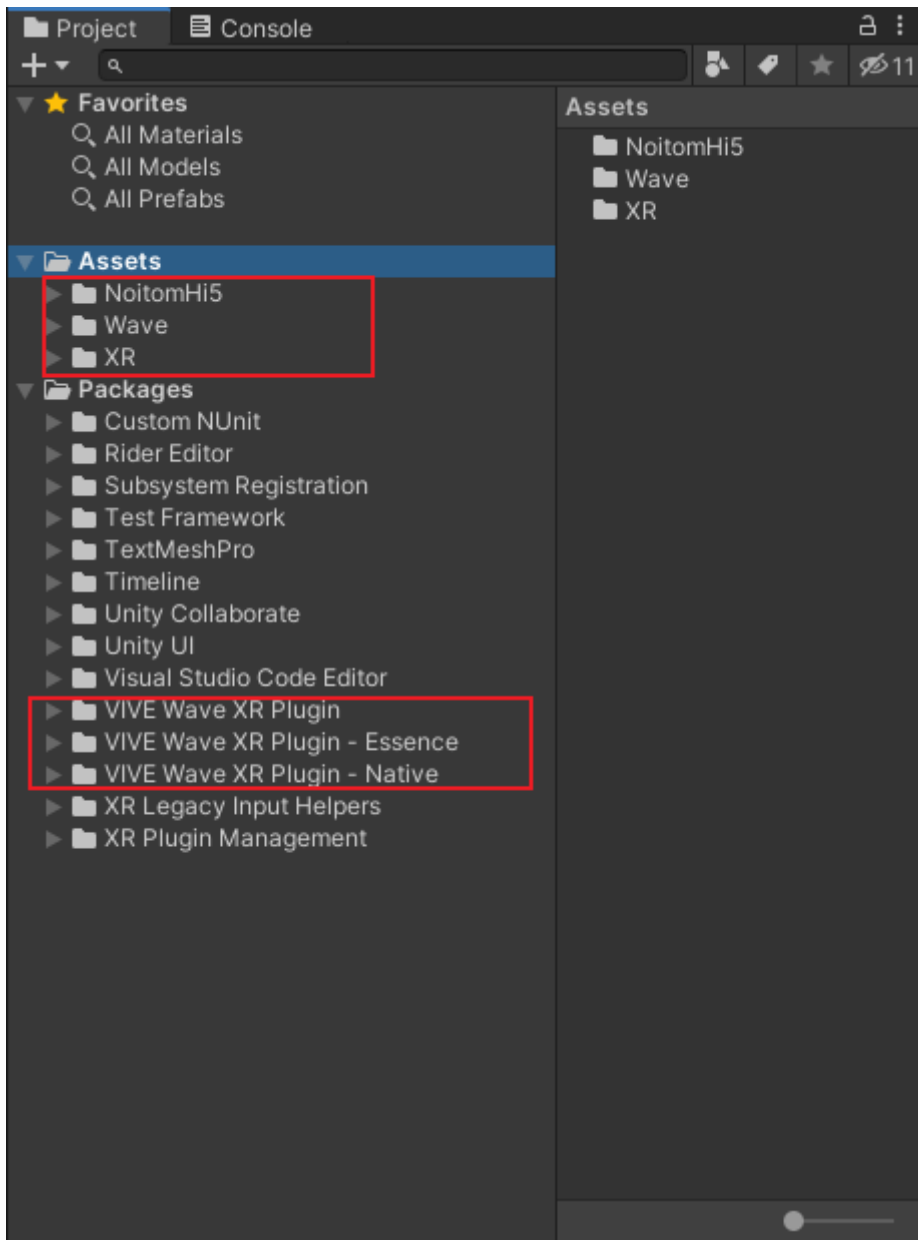 Project Console
11
Favorites
All Materials
All Models
All Prefabs
Assets
NoitomHi5
Wave
XR
Packages
Custom NUnit
Rider Editor
Subsystem Registration
Test Framework
TextMeshPro
Timeline
Unity Collaborate
Unity UI
Visual Studio Code Editor
VIVE Wave XR Plugin
VIVE Wave XR Plugin - Essence
VIVE Wave XR Plugin - Native
XR Legacy Input Helpers
XR Plugin Management
Assets
NoitomHi5
Wave
XR